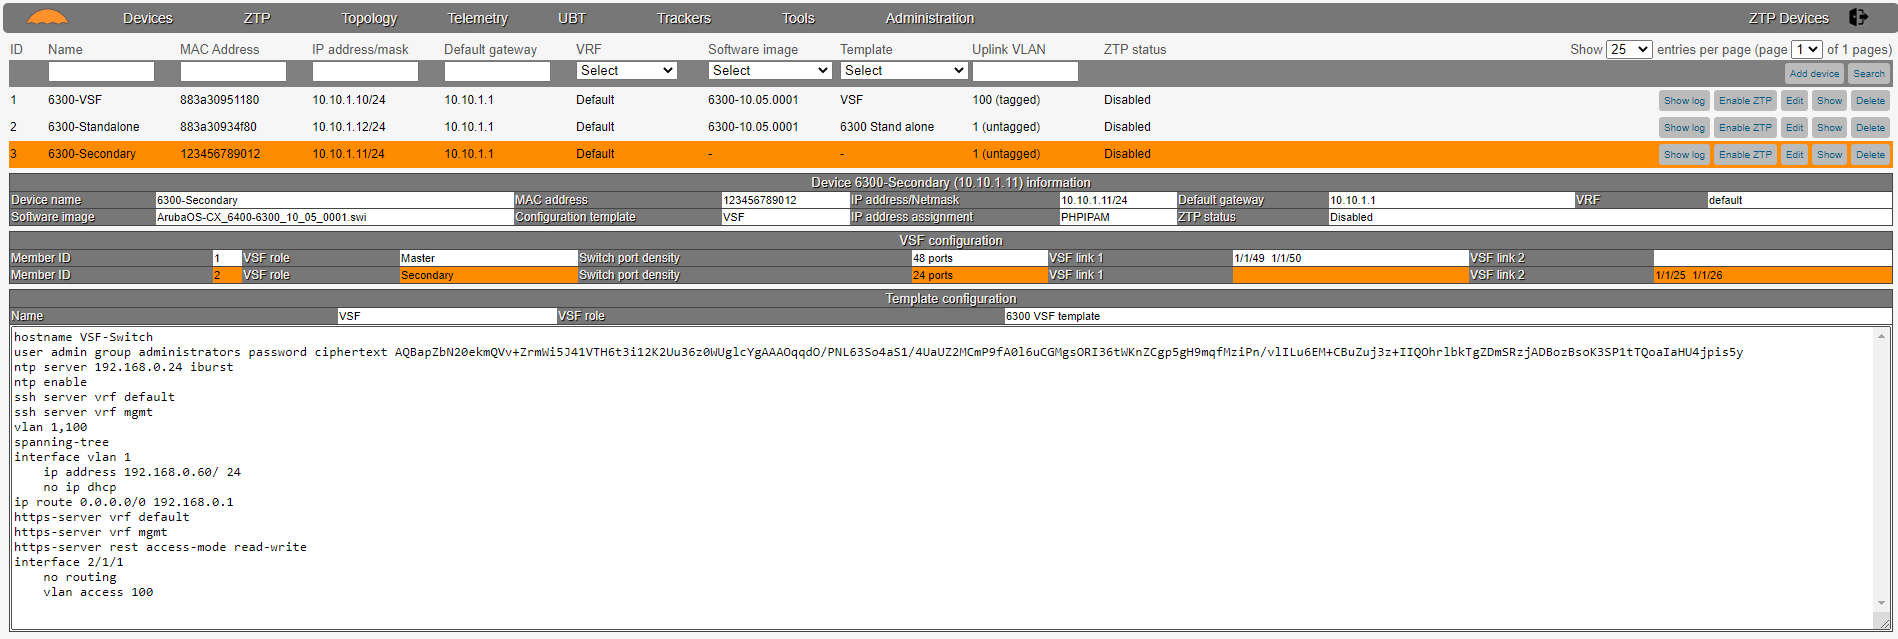 Devices ZTP Topology Telemetry UBT Trackers Tools Administration ZTP Devices
ID Name MAC Address IP address/mask Default gateway VRF Software image Template Uplink VLAN ZTP status Show 25 entries per page (page 1 of 1 pages)
Select Select Select Add device Search
1 6300-VSF 883a30951180 10.10.1.10/24 10.10.1.1 Default 6300-10.05.0001 VSF 100 (tagged) Disabled Show log Enable ZTP Edit Show Delete
2 6300-Standalone 883a30934f80 10.10.1.12/24 10.10.1.1 Default 6300-10.05.0001 6300 Stand alone 1 (untagged) Disabled Show log Enable ZTP Edit Show Delete
3 6300-Secondary 123456789012 10.10.1.11/24 10.10.1.1 Default - - 1 (untagged) Disabled Show log Enable ZTP Edit Show Delete
Device 6300-Secondary (10.10.1.11) information
Device name 6300-Secondary MAC address 123456789012 IP address/Netmask 10.10.1.11/24 Default gateway 10.10.1.1 VRF default
Software image ArubaOS-CX_6400-6300_10_05_0001.swi Configuration template VSF IP address assignment PHPIPAM ZTP status Disabled
VSF configuration
Member ID 1 VSF role Master Switch port density 48 ports VSF link 1 1/1/49 1/1/50 VSF link 2
Member ID 2 VSF role Secondary Switch port density 24 ports VSF link 1 VSF link 2 1/1/25 1/1/26
Template configuration
Name VSF VSF role 6300 VSF template
hostname VSF-Switch
user admin group administrators password ciphertext AQBapZbN20ekmQVv+ZrmWi5J41VTH6t3i12K2Uu36z0WUglcYgAAAOqqdO/PNL63So4aS1/4UaUZ2MCmP9fA0l6uCGMgsORI36tWKnZCgp5gH9mqfMziPn/vlILu6EM+CBuZuj3z+IIQOhrlbkTgZDmSRzjADBozBsoK3SP1tTQoaIaHU4jpis5y
ntp server 192.168.0.24 iburst
ntp enable
ssh server vrf default
ssh server vrf mgmt
vlan 1,100
spanning-tree
interface vlan 1
ip address 192.168.0.60/ 24
no ip dhcp
ip route 0.0.0.0/0 192.168.0.1
https-server vrf default
https-server vrf mgmt
https-server rest access-mode read-write
interface 2/1/1
no routing
vlan access 100